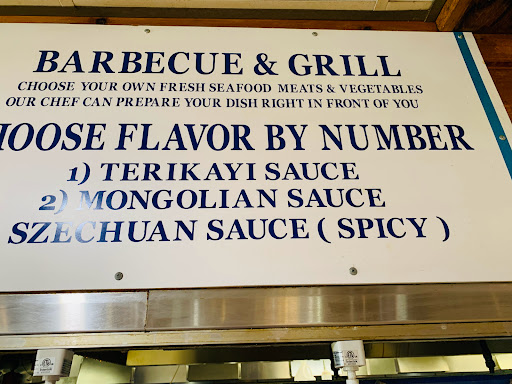 BARBECUE & GRILL
CHOOSE YOUR OWN FRESH SEAFOOD MEATS & VEGETABLES
OUR CHEF CAN PREPARE YOUR DISH RIGHT IN FRONT OF YOU
HOOSE FLAVOR BY NUMBER
1) TERIKAYI SAUCE
2) MONGOLIAN SAUCE
SZECHUAN SAUCE ( SPICY )